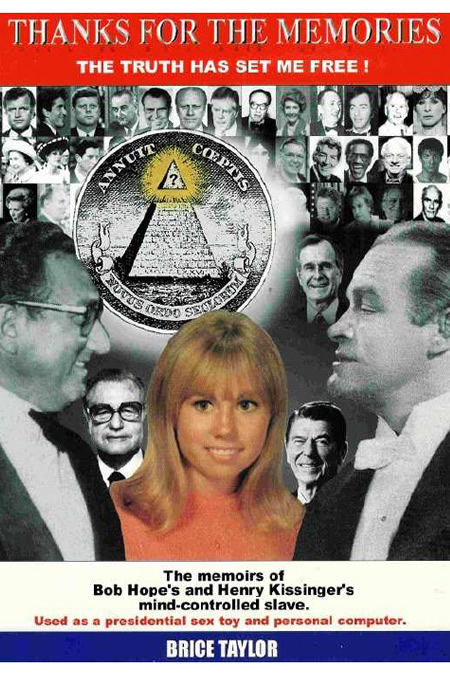 THANKS FOR THE MEMORIES
THE TRUTH HAS SET ME FREE !
ANNUIT CŒPTIS
?
NOVUS ORDO SECLORUM
The memoirs of
Bob Hope's and Henry Kissinger's
mind-controlled slave.
Used as a presidential sex toy and personal computer.
BRICE TAYLOR